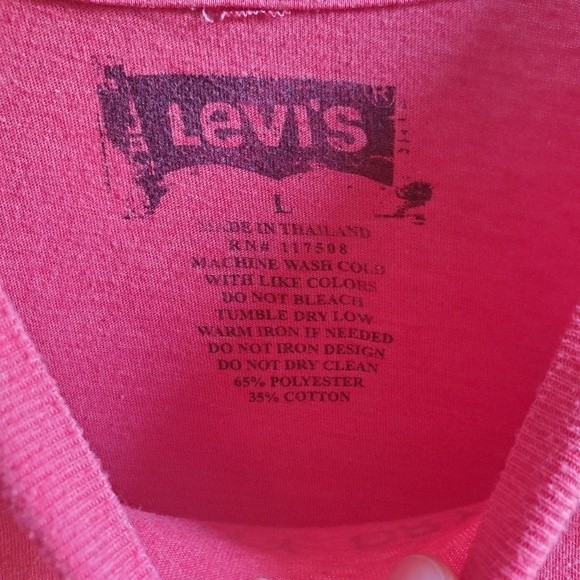 Levi's
L
MADE IN THAILAND
RN# 117508
MACHINE WASH COLD
WITH LIKE COLORS
DO NOT BLEACH
TUMBLE DRY LOW
WARM IRON IF NEEDED
DO NOT IRON DESIGN
DO NOT DRY CLEAN
65% POLYESTER
35% COTTON